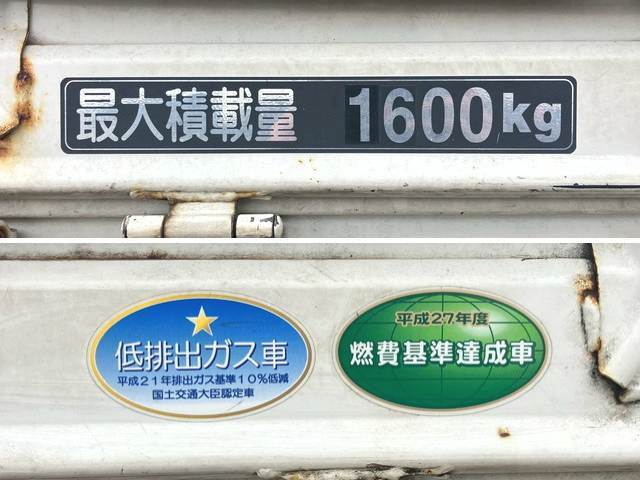 最大積載量 1600kg
低排出ガス車
平成21年排出ガス基準10%低減
国土交通大臣認定車
平成27年度
燃費基準達成車